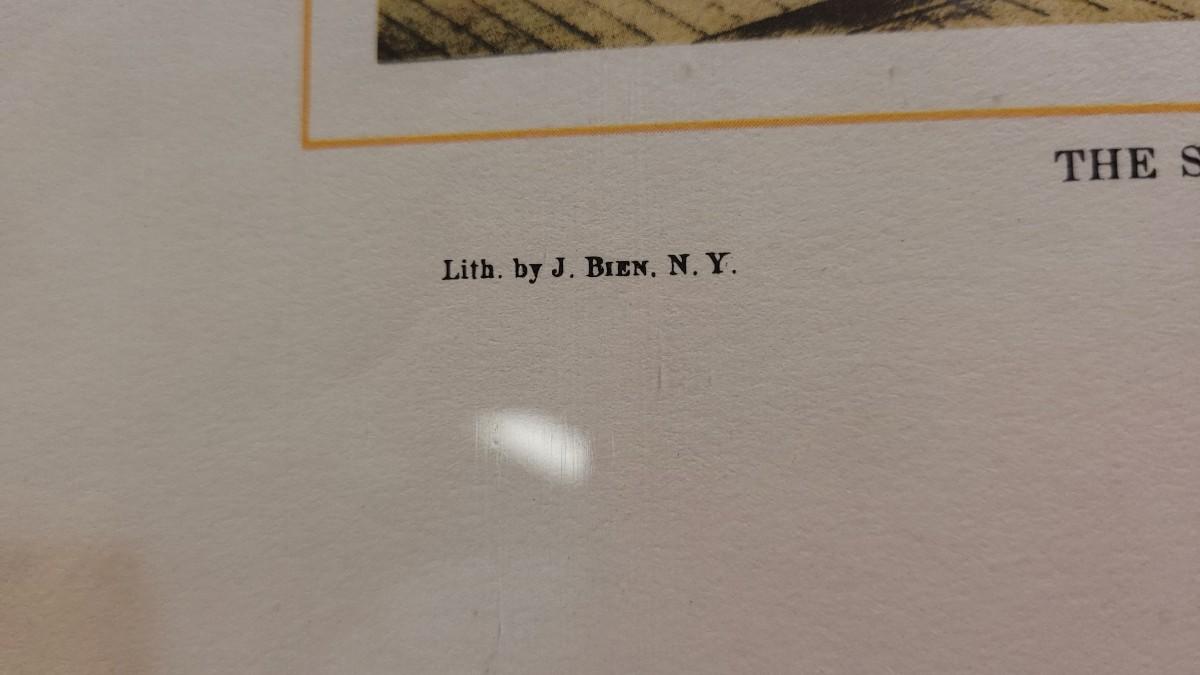 THE S
Lith. by J. BIEN, N. Y.